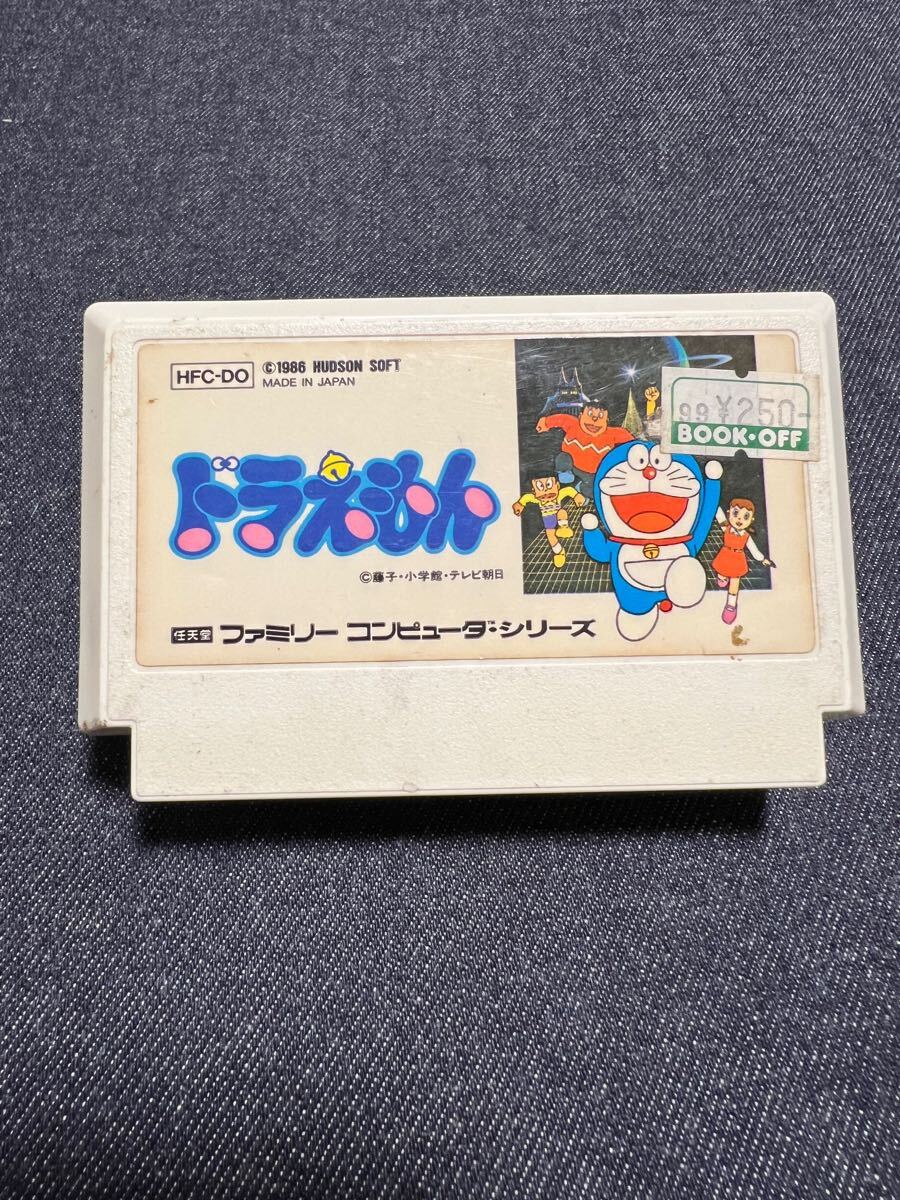 HFC-DO
©1986 HUDSON SOFT
MADE IN JAPAN
99 ¥250-
BOOK・OFF
ドラえもん
©藤子・小学館・テレビ朝日
任天堂 ファミリー コンピュータ・シリーズ